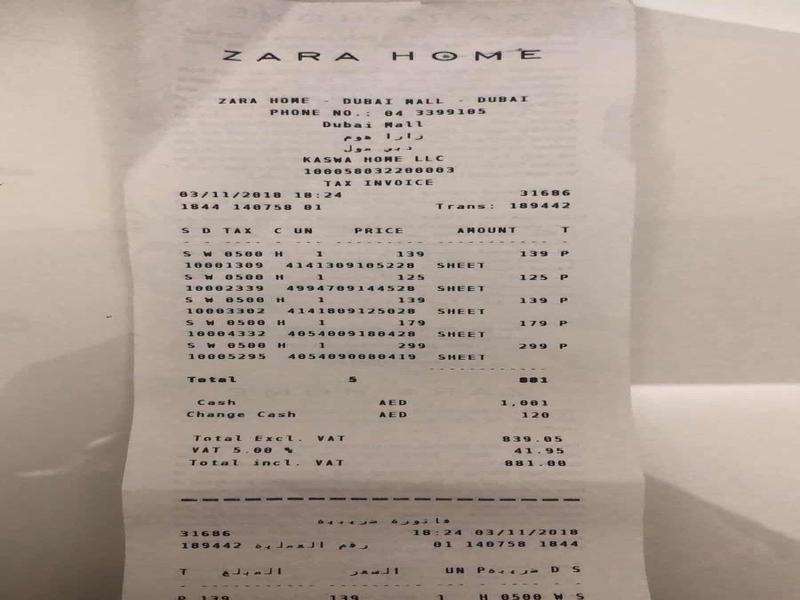 ZARA HOME
ZARA HOME - DUBAI MALL - DUBAI
PHONE NO.: 04 3399105
Dubai Mall
زارا هوم
دبي مول
KASWA HOME LLC
100058032200003
TAX INVOICE
03/11/2018 18:24 31686
1844 140758 01 Trans: 189442
S D TAX C UN PRICE AMOUNT T
S W 0500 H 1 139 139 P
10001309 4141309105228 SHEET
S W 0500 H 1 125 125 P
10002339 4994709144528 SHEET
S W 0500 H 1 139 139 P
10003302 4141809125028 SHEET
S W 0500 H 1 179 179 P
10004332 4054009180428 SHEET
S W 0500 H 1 299 299 P
10005295 4054090080419 SHEET
Total 5 881
Cash AED 1,001
Change Cash AED 120
Total Excl. VAT 839.05
VAT 5.00 % 41.95
Total incl. VAT 881.00
فاتورة ضريبية
31686 18:24 03/11/2018
189442 رقم العملية 01 140758 1844
T المبلغ السعر UN P ضريبة D S
P 139 139 1 H 0500 W S